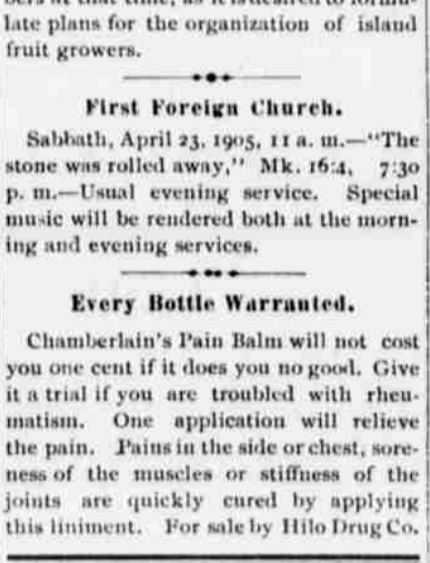 late plans for the organization of island
fruit growers.
First Foreign Church.
Sabbath, April 23, 1905, 11 a. m.—"The
stone was rolled away," Mk. 16:4, 7:30
p. m.—Usual evening service. Special
music will be rendered both at the morn-
ing and evening services.
Every Bottle Warranted.
Chamberlain's Pain Balm will not cost
you one cent if it does you no good. Give
it a trial if you are troubled with rheu-
matism. One application will relieve
the pain. Pains in the side or chest, sore-
ness of the muscles or stiffness of the
joints are quickly cured by applying
this liniment. For sale by Hilo Drug Co.